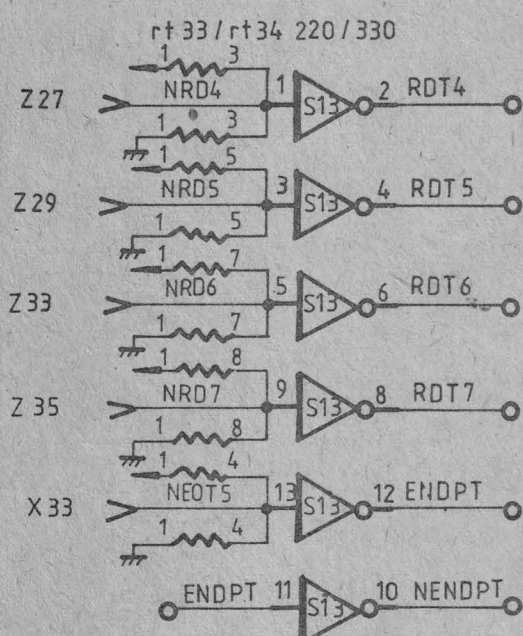 rt 33 / rt34 220 / 330
1 3
Z27 NRD4 1 S13 2 RDT4
1 3
1 5
Z29 NRD5 3 S13 4 RDT5
1 5
1 7
Z33 NRD6 5 S13 6 RDT6
1 7
1 8
Z35 NRD7 9 S13 8 RDT7
1 8
1 4
X33 NEOT5 13 S13 12 ENDPT
1 4
ENDPT 11 S13 10 NENDPT